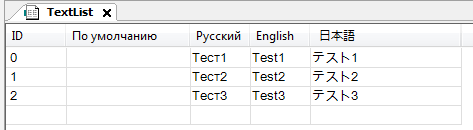 TextList
ID По умолчанию Русский English 日本語
0 Тест1 Test1 テスト1
1 Тест2 Test2 テスト2
2 Тест3 Test3 テスト3